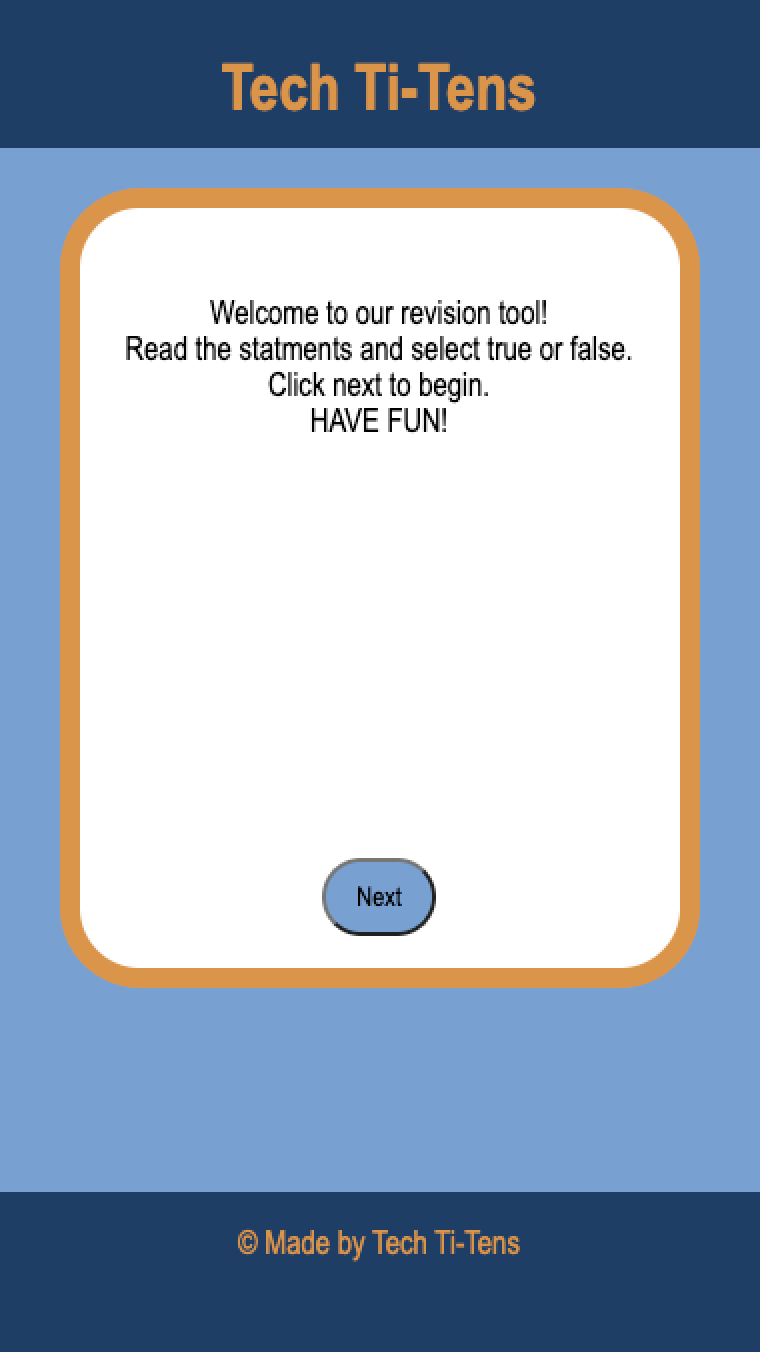 Tech Ti-Tens
Welcome to our revision tool!
Read the statments and select true or false.
Click next to begin.
HAVE FUN!
Next
© Made by Tech Ti-Tens